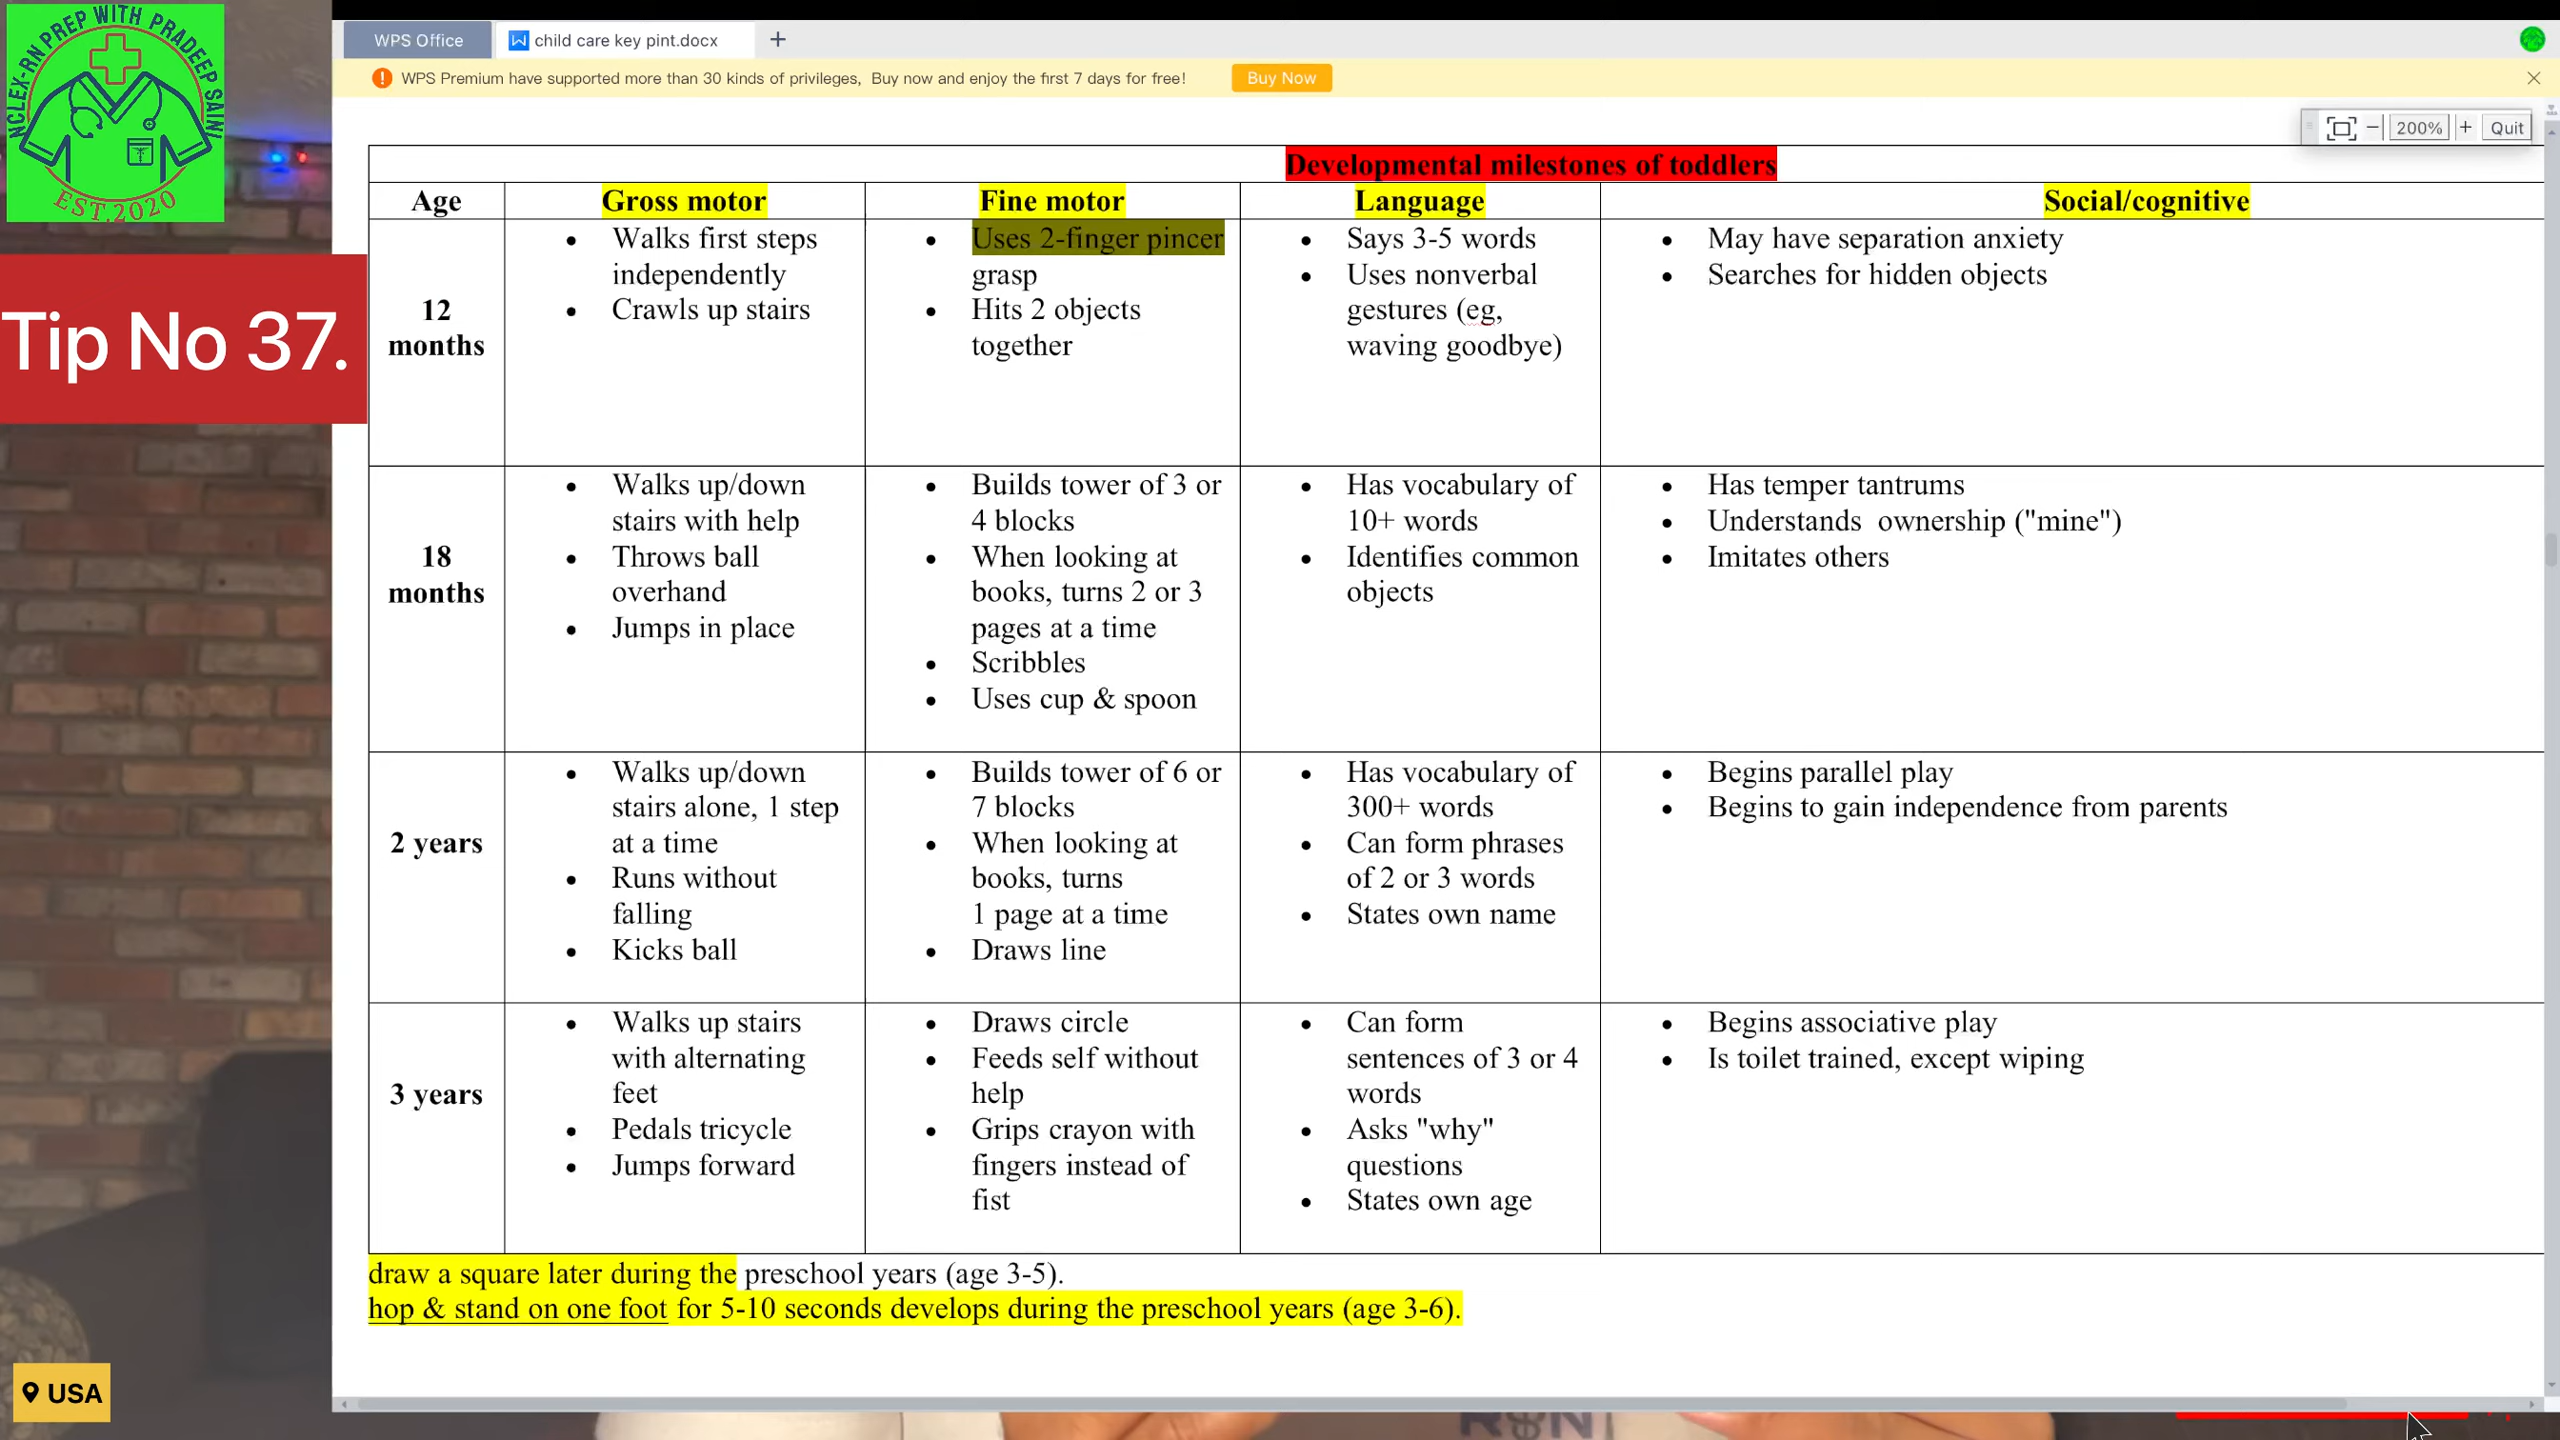 NCLEX-RN PREP WITH PRADEEP SAINI
EST.2020
Tip No 37.
USA
WPS Office
child care key pint.docx
WPS Premium have supported more than 30 kinds of privileges, Buy now and enjoy the first 7 days for free!
Buy Now
200%
Quit
Developmental milestones of toddlers
Age
Gross motor
Fine motor
Language
Social/cognitive
12
months
Walks first steps
independently
Crawls up stairs
Uses 2-finger pincer
grasp
Hits 2 objects
together
Says 3-5 words
Uses nonverbal
gestures (eg,
waving goodbye)
May have separation anxiety
Searches for hidden objects
18
months
Walks up/down
stairs with help
Throws ball
overhand
Jumps in place
Builds tower of 3 or
4 blocks
When looking at
books, turns 2 or 3
pages at a time
Scribbles
Uses cup & spoon
Has vocabulary of
10+ words
Identifies common
objects
Has temper tantrums
Understands ownership ("mine")
Imitates others
2 years
Walks up/down
stairs alone, 1 step
at a time
Runs without
falling
Kicks ball
Builds tower of 6 or
7 blocks
When looking at
books, turns
1 page at a time
Draws line
Has vocabulary of
300+ words
Can form phrases
of 2 or 3 words
States own name
Begins parallel play
Begins to gain independence from parents
3 years
Walks up stairs
with alternating
feet
Pedals tricycle
Jumps forward
Draws circle
Feeds self without
help
Grips crayon with
fingers instead of
fist
Can form
sentences of 3 or 4
words
Asks "why"
questions
States own age
Begins associative play
Is toilet trained, except wiping
draw a square later during the preschool years (age 3-5).
hop & stand on one foot for 5-10 seconds develops during the preschool years (age 3-6).